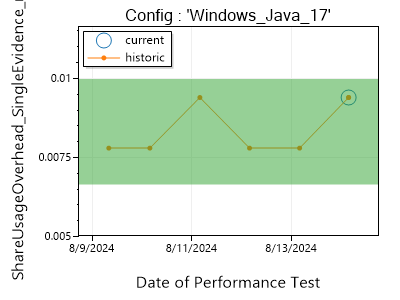 Config : 'Windows_Java_17'
current
historic
0.01
0.0075
0.005
8/9/2024
8/11/2024
8/13/2024
ShareUsageOverhead_SingleEvidence_
Date of Performance Test